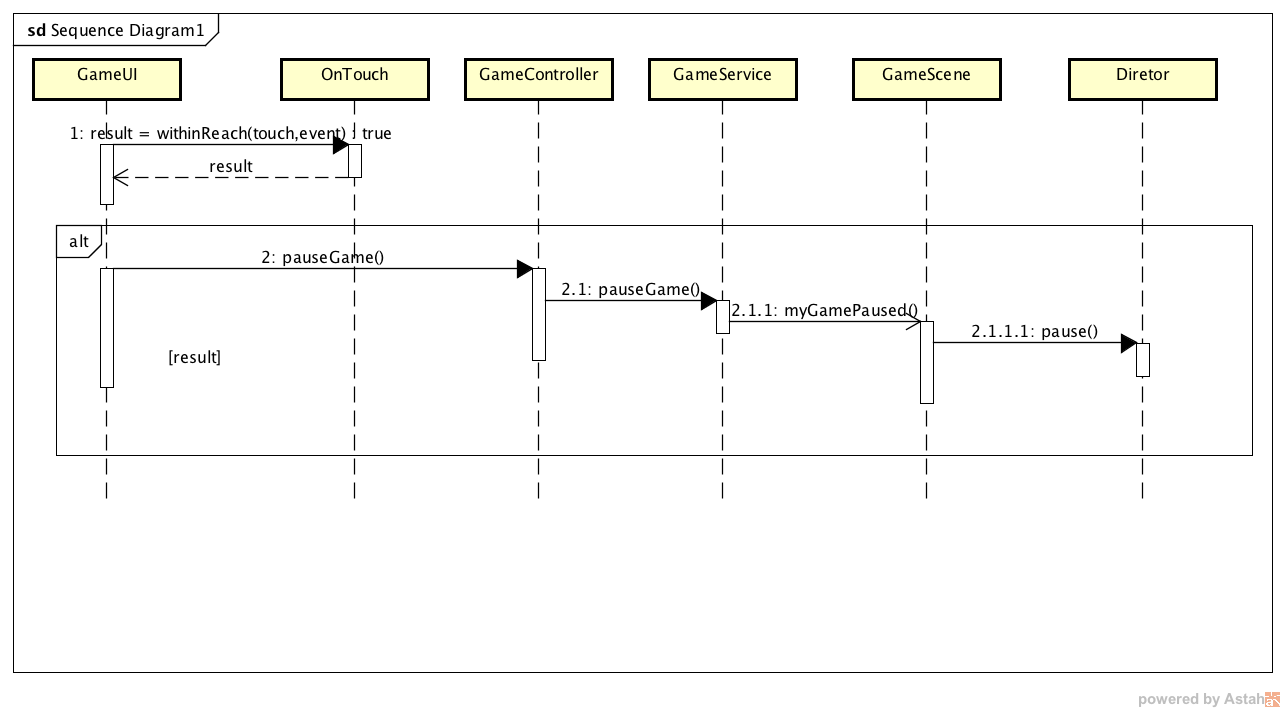 sd Sequence Diagram1
GameUI
OnTouch
GameController
GameService
GameScene
Diretor
1: result = withinReach(touch,event) : true
result
alt
2: pauseGame()
2.1: pauseGame()
2.1.1: myGamePaused()
2.1.1.1: pause()
[result]
powered by Astah